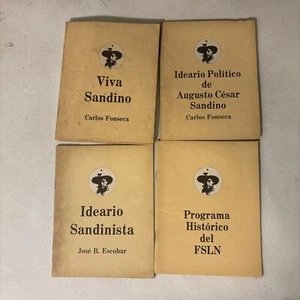 Viva
Sandino
Carlos Fonseca
Ideario Político
de
Augusto César
Sandino
Carlos Fonseca
Ideario
Sandinista
José B. Escobar
Programa
Histórico
del
FSLN